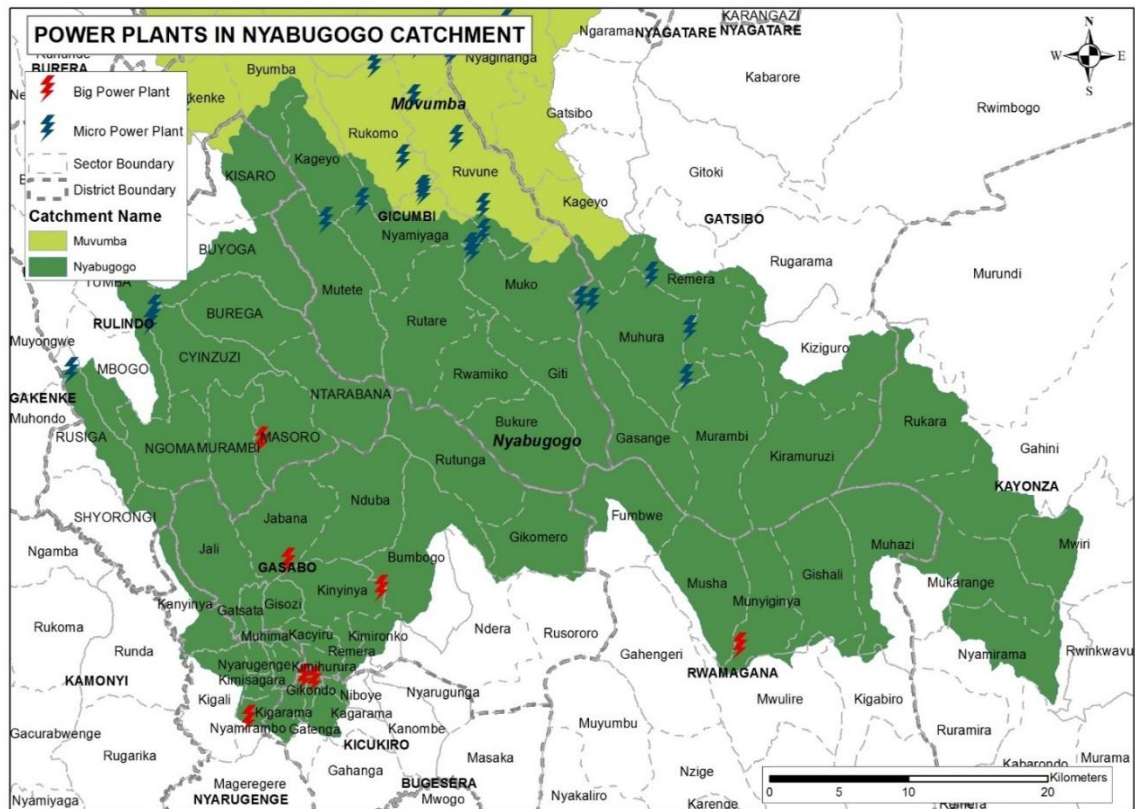 POWER PLANTS IN NYABUGOGO CATCHMENT
Ngarama
NYAGATARE
KARANGAZI
NYAGATARE
N
W
E
S
BURERA
Big Power Plant
Micro Power Plant
Sector Boundary
District Boundary
Catchment Name
Muvumba
Nyabugogo
Byumba
Nyaginanga
Kabarore
Rwimbogo
Muvumba
Gatsibo
Rukomo
Kageyo
Ruvune
Gitoki
KISARO
Kageyo
GATSIBO
GICUMBI
Nyamiyaga
BUYOGA
Rugarama
Remera
Murundi
TUMBA
Mutete
Muko
RULINDO
BUREGA
Rutare
Muhura
Muyongwe
CYINZUZI
Kiziguro
MBOGO
Rwamiko
Giti
GAKENKE
NTARABANA
Muhondo
Bukure
Rukara
RUSIGA
NGOMA
MURAMBI
MASORO
Nyabugogo
Gasange
Murambi
Gahini
Rutunga
Kiramuruzi
KAYONZA
Nduba
SHYORONGI
Jabana
Fumbwe
Gikomero
Ngamba
Jali
Muhazi
Mwiri
GASABO
Bumbogo
Musha
Gishali
Kinyinya
Mukarange
Kanyinya
Gatsata
Gisozi
Munyiginya
Rukoma
Muhima
Kacyiru
Kimironko
Ndera
Rusororo
Runda
Remera
Gahengeri
Nyamirama
Rwinkwavu
Nyarugenge
Kimihurura
RWAMAGANA
KAMONYI
Kimisagara
Gikondo
Niboye
Nyarugunga
Mwulire
Kigabiro
Kigali
Kigarama
Kagarama
Kanombe
Muyumbu
Gacurabwenge
Nyamirambo
Gatenga
Ruramira
KICUKIRO
Rugarika
Gahanga
Masaka
Kabarondo
Murama
Mageregere
BUGESERA
Nzige
Kilometers
Nyamiyaga
NYARUGENGE
Mwogo
Nyakaliro
Karenge
0 5 10 20